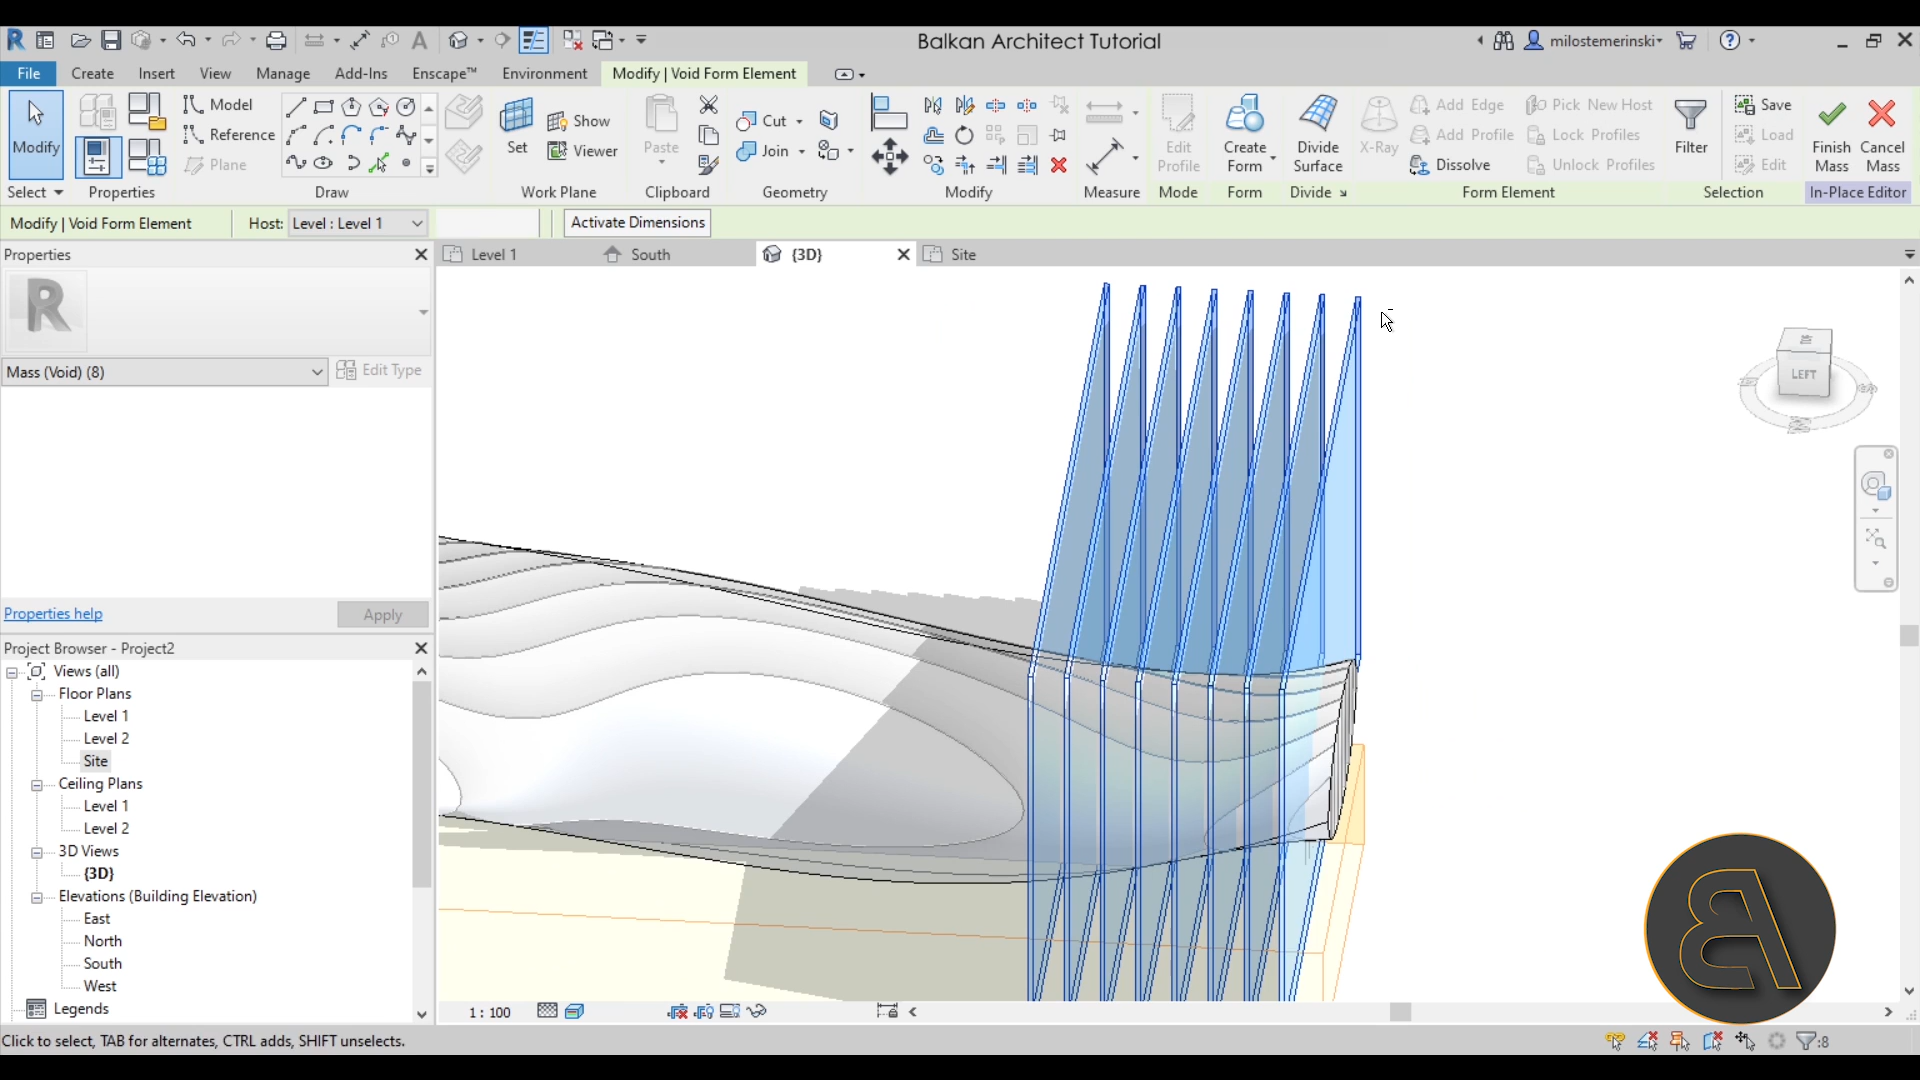 Balkan Architect Tutorial
milostemerinski
File Create Insert View Manage Add-Ins Enscape™ Environment Modify | Void Form Element
Modify
Model
Reference
Plane
Set
Show
Viewer
Paste
Cut
Join
Edit
Profile
Create
Form
Divide
Surface
X-Ray
Add Edge
Add Profile
Dissolve
Pick New Host
Lock Profiles
Unlock Profiles
Filter
Save
Load
Edit
Finish
Mass
Cancel
Mass
Select Properties Draw Work Plane Clipboard Geometry Modify Measure Mode Form Divide Form Element Selection In-Place Editor
Modify | Void Form Element Host: Level : Level 1 Activate Dimensions
Properties
Level 1 South {3D} Site
R
Mass (Void) (8) Edit Type
LEFT
Properties help Apply
Project Browser - Project2
Views (all)
Floor Plans
Level 1
Level 2
Site
Ceiling Plans
Level 1
Level 2
3D Views
{3D}
Elevations (Building Elevation)
East
North
South
West
Legends
1 : 100
Click to select, TAB for alternates, CTRL adds, SHIFT unselects.
:8